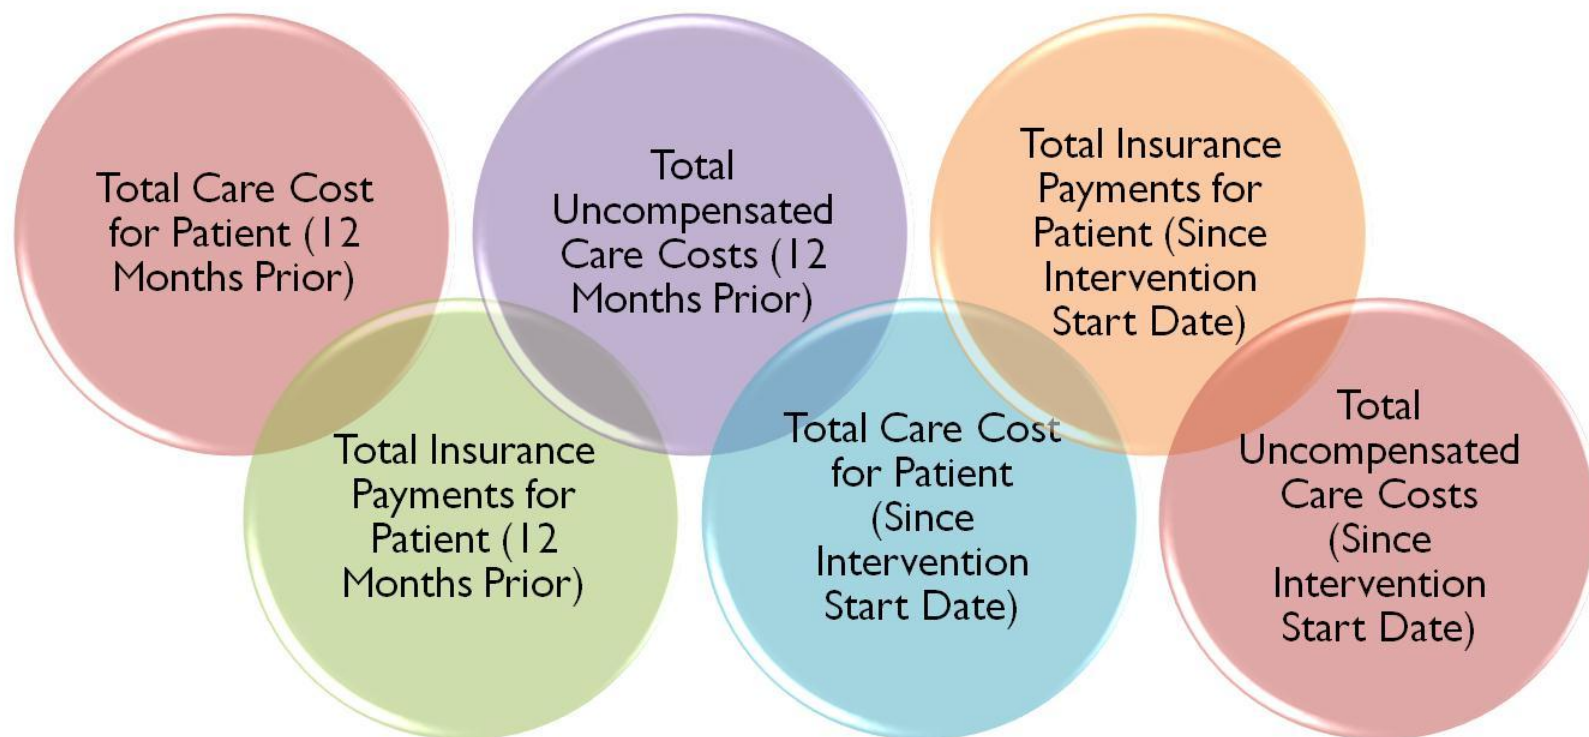 Total Care Cost
for Patient (12
Months Prior)
Total Insurance
Payments for
Patient (12
Months Prior)
Total
Uncompensated
Care Costs (12
Months Prior)
Total Care Cost
for Patient
(Since
Intervention
Start Date)
Total Insurance
Payments for
Patient (Since
Intervention
Start Date)
Total
Uncompensated
Care Costs
(Since
Intervention
Start Date)